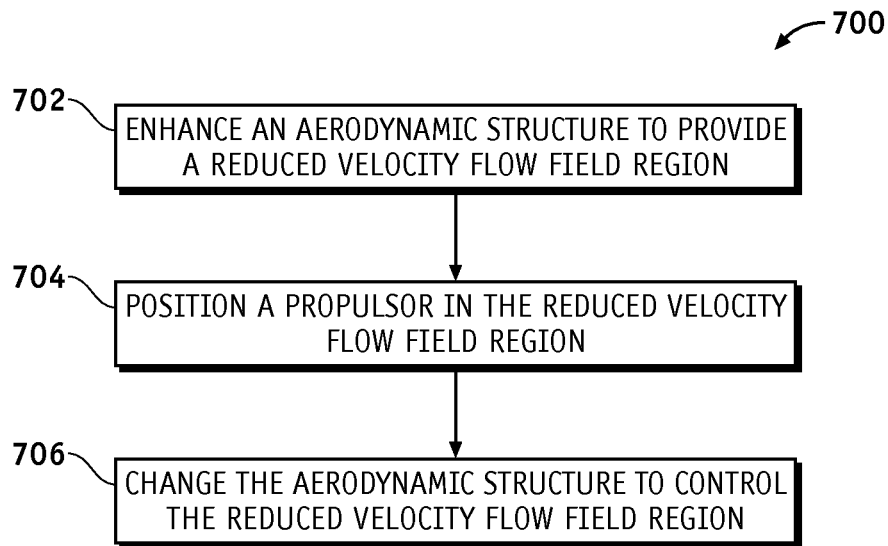 700
702
ENHANCE AN AERODYNAMIC STRUCTURE TO PROVIDE
A REDUCED VELOCITY FLOW FIELD REGION
704
POSITION A PROPULSOR IN THE REDUCED VELOCITY
FLOW FIELD REGION
706
CHANGE THE AERODYNAMIC STRUCTURE TO CONTROL
THE REDUCED VELOCITY FLOW FIELD REGION